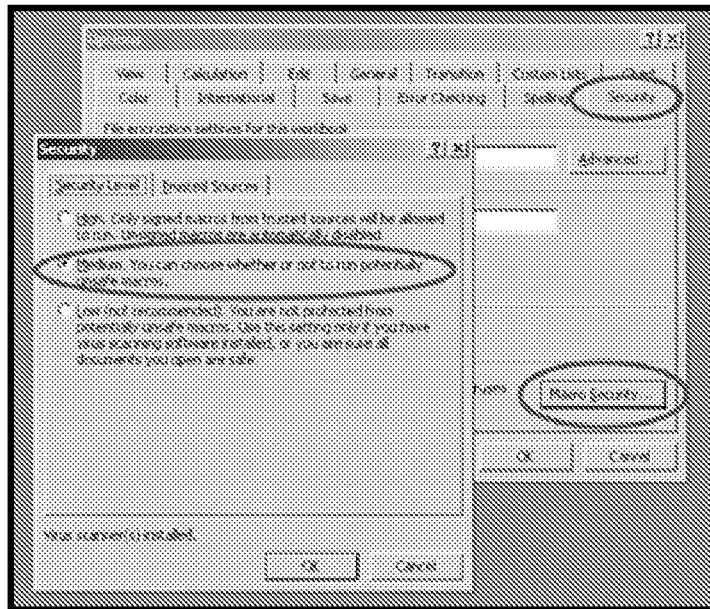 View Calculation Edit General Transition Custom Lists Chart
Color International Save Error Checking Spelling Security
File encryption settings for this workbook
Security
Advanced...
Security Level Trusted Sources
High. Only signed macros from trusted sources will be allowed
to run. Unsigned macros are automatically disabled.
Medium. You can choose whether or not to run potentially
unsafe macros.
Low (not recommended). You are not protected from
potentially unsafe macros. Use this setting only if you have
virus scanning software installed, or you are sure all
documents you open are safe.
Macro Security...
OK Cancel
Virus scanner(s) installed.
OK Cancel